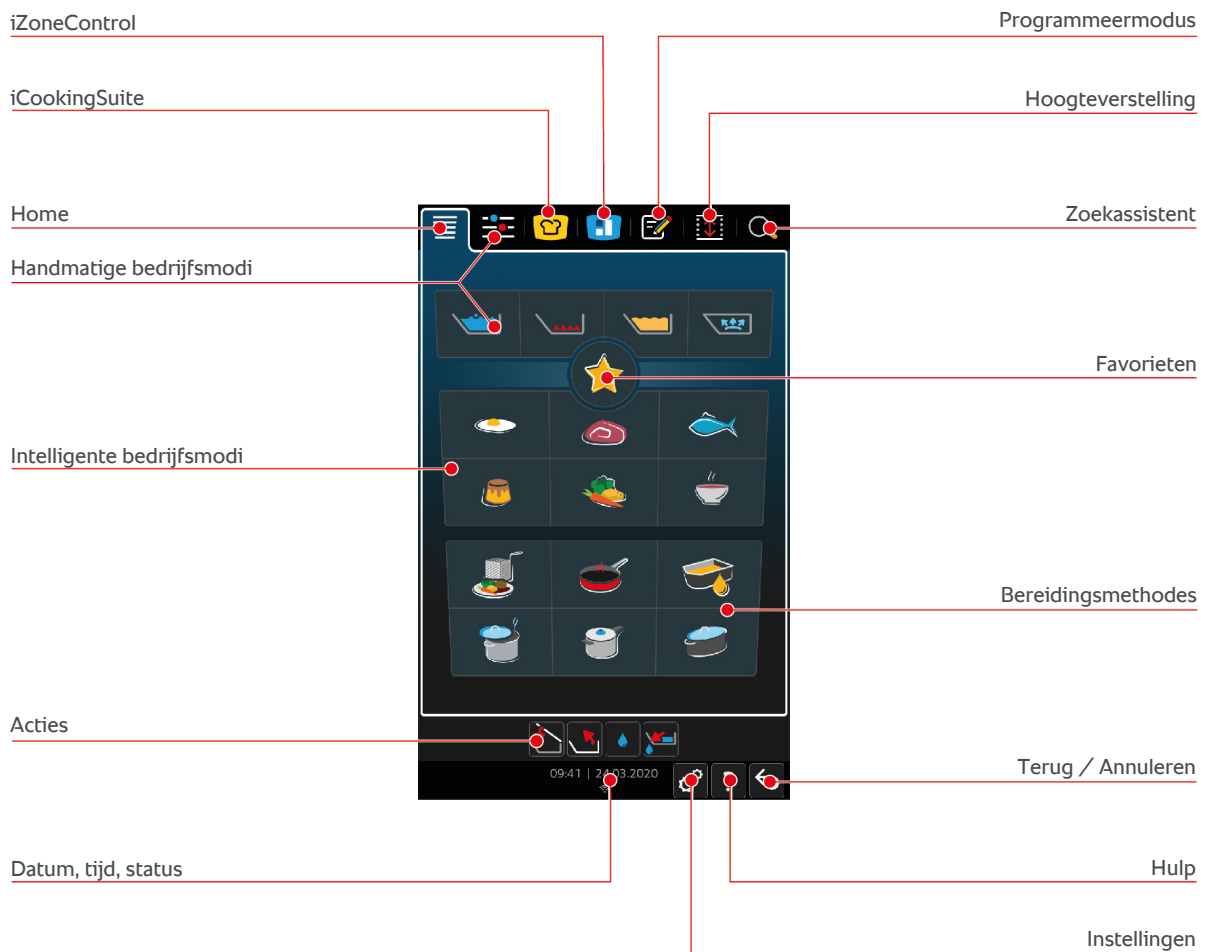 iZoneControl
Programmeermodus
iCookingSuite
Hoogteverstelling
Home
Zoekassistent
Handmatige bedrijfsmodi
Favorieten
Intelligente bedrijfsmodi
Bereidingsmethodes
Acties
Terug / Annuleren
09:41 | 24.03.2020
Datum, tijd, status
Hulp
Instellingen